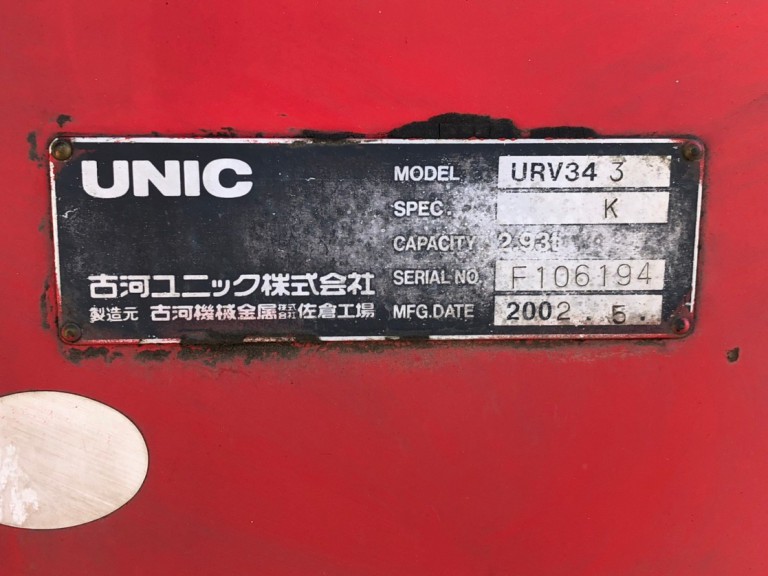 UNIC
MODEL URV34 3
SPEC. K
CAPACITY 2.93t
古河ユニック株式会社 SERIAL NO. F106194
製造元 古河機械金属株式会社佐倉工場 MFG.DATE 2002.5.